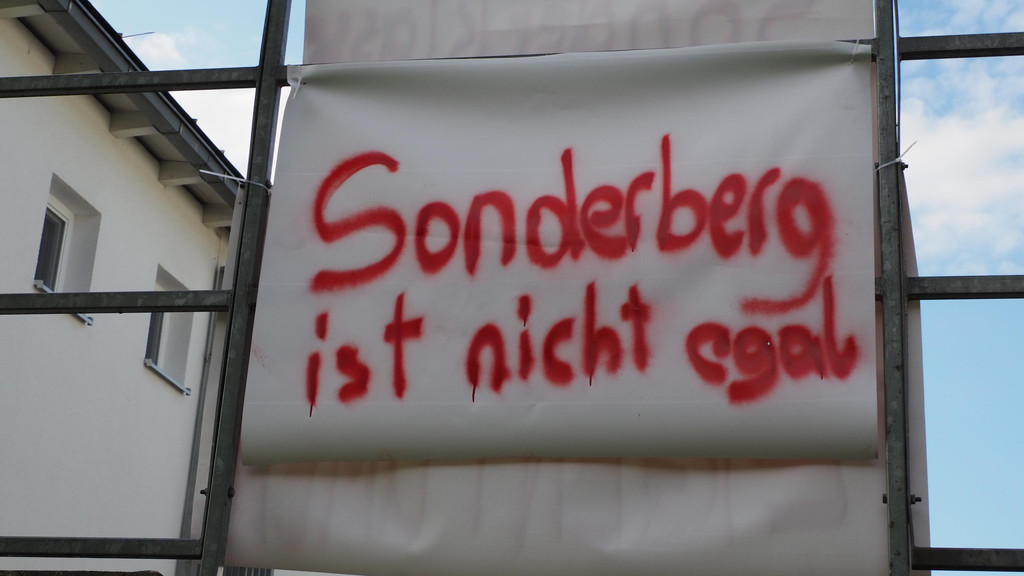 Sonderberg
ist nicht egal